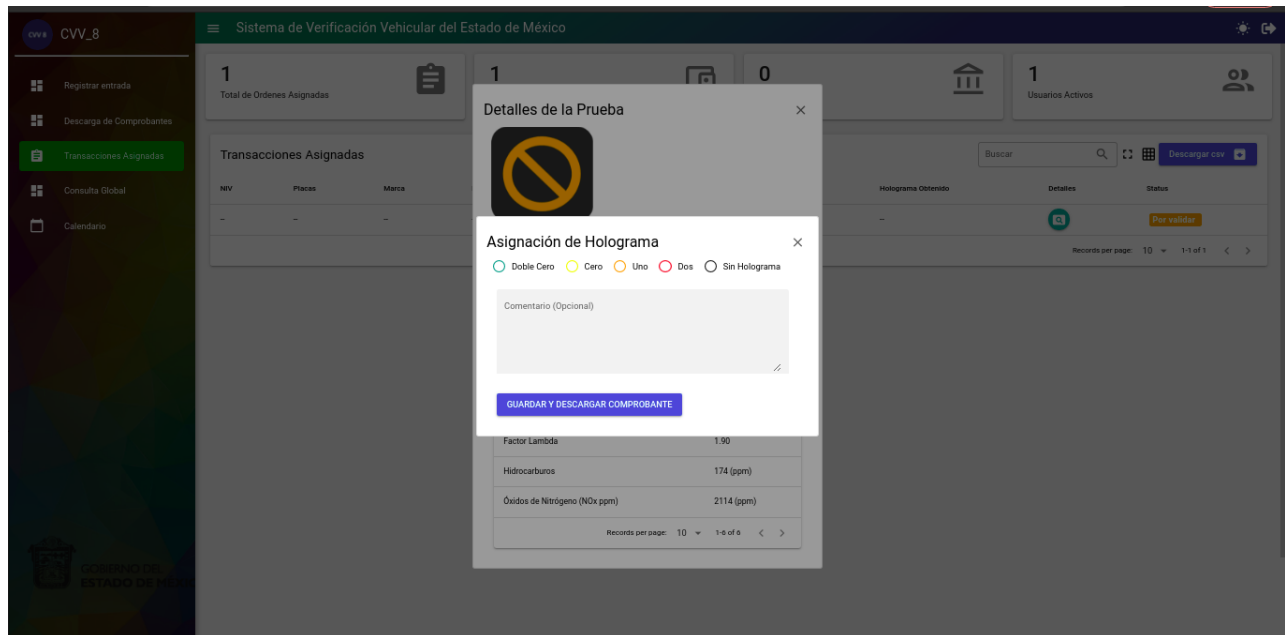 CVV 8
CVV_8
Sistema de Verificación Vehicular del Estado de México
Registrar entrada
Descarga de Comprobantes
Transacciones Asignadas
Consulta Global
Calendario
GOBIERNO DEL
ESTADO DE
1
Total de Ordenes Asignadas
1
0
1
Usuarios Activos
Transacciones Asignadas
Buscar
Descargar csv
NIV Placas Marca Holograma Obtenido Detalles Status
– – – – Por validar
Records per page: 10 1-1 of 1
Detalles de la Prueba
Asignación de Holograma
Doble Cero Cero Uno Dos Sin Holograma
Comentario (Opcional)
GUARDAR Y DESCARGAR COMPROBANTE
Factor Lambda 1.90
Hidrocarburos 174 (ppm)
Óxidos de Nitrógeno (NOx ppm) 2114 (ppm)
Records per page: 10 1-6 of 6